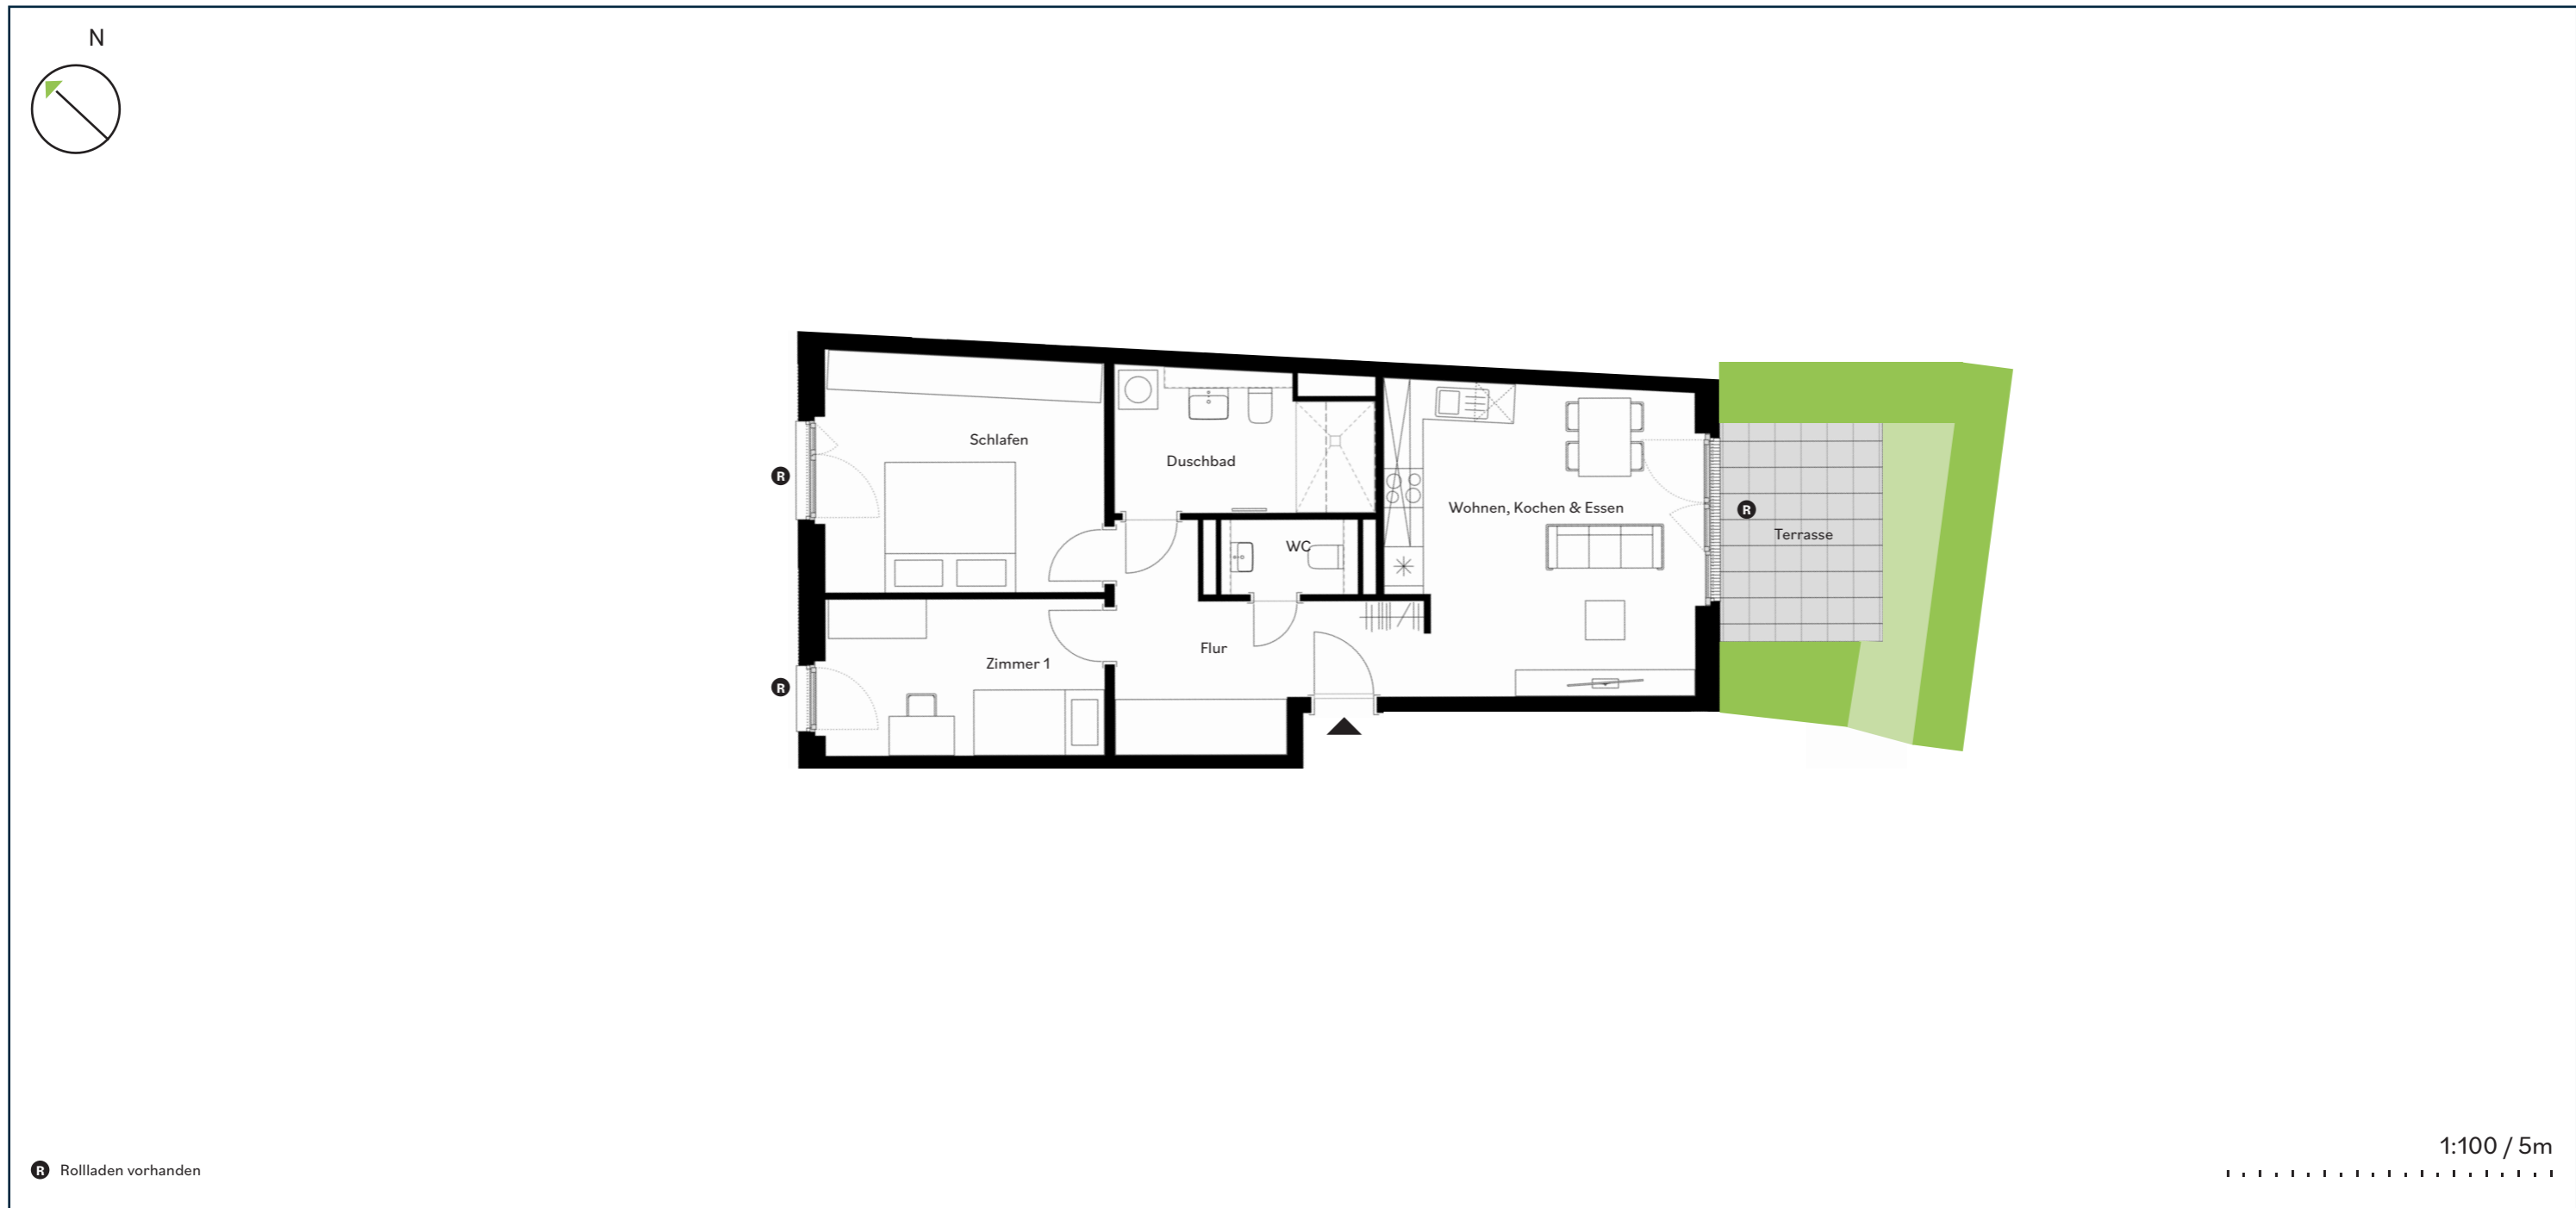 N
Schlafen
Duschbad
R
Wohnen, Kochen & Essen
R
Terrasse
WC
Flur
Zimmer 1
R
1:100 / 5m
R Rollladen vorhanden